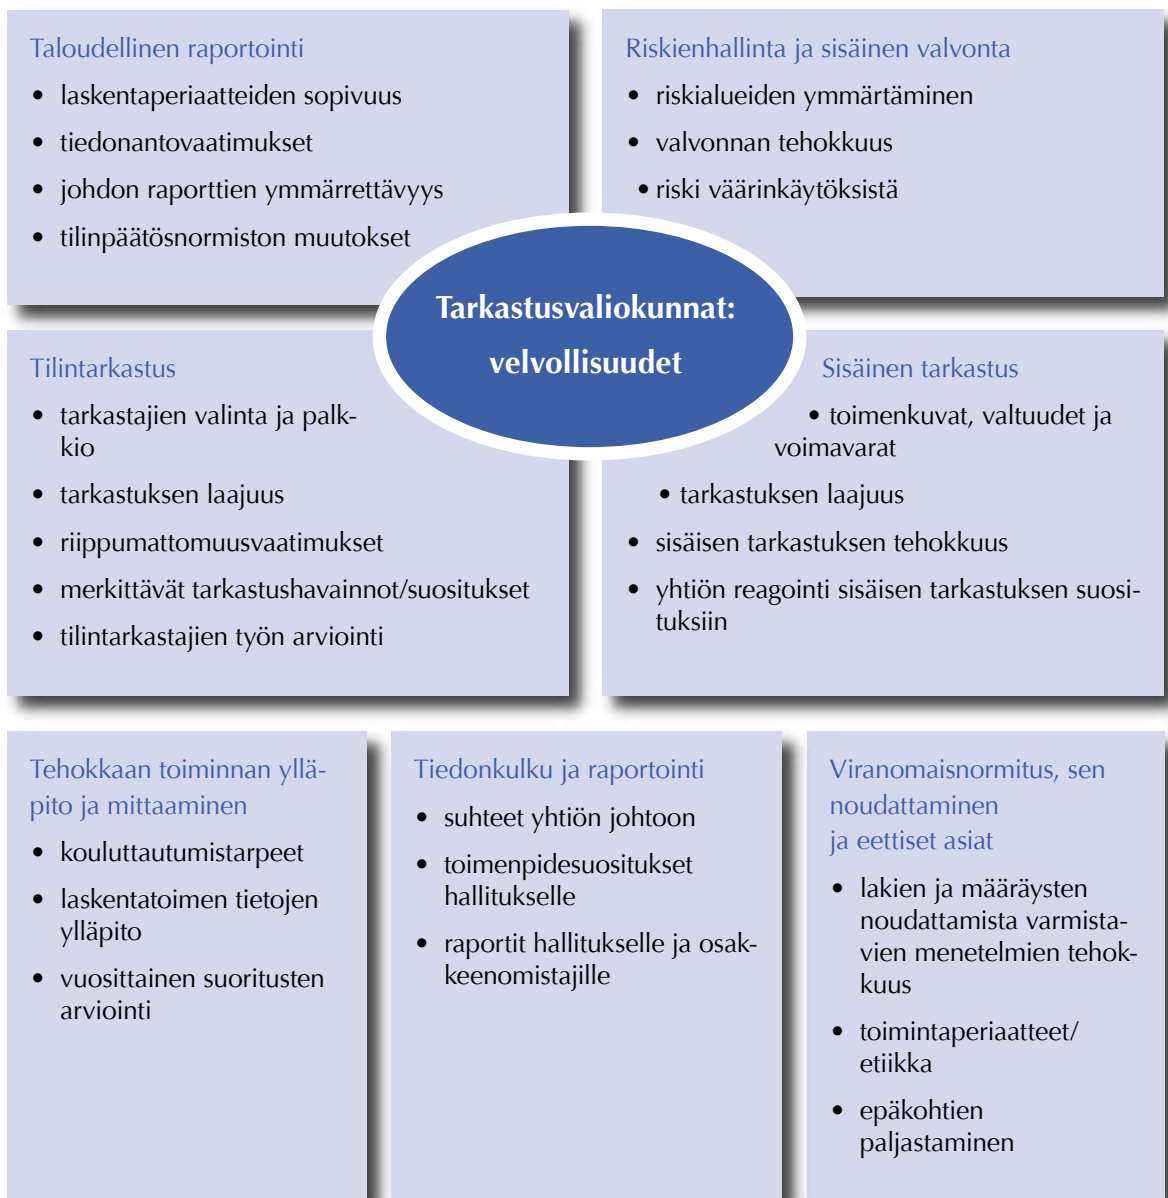 Taloudellinen raportointi
• laskentaperiaatteiden sopivuus
• tiedonantovaatimukset
• johdon raporttien ymmärrettävyys
• tilinpäätösnormiston muutokset
Riskienhallinta ja sisäinen valvonta
• riskialueiden ymmärtäminen
• valvonnan tehokkuus
• riski väärinkäytöksistä
Tarkastusvaliokunnat:
velvollisuudet
Tilintarkastus
• tarkastajien valinta ja palk-
kio
• tarkastuksen laajuus
• riippumattomuusvaatimukset
• merkittävät tarkastushavainnot/suositukset
• tilintarkastajien työn arviointi
Sisäinen tarkastus
• toimenkuvat, valtuudet ja
voimavarat
• tarkastuksen laajuus
• sisäisen tarkastuksen tehokkuus
• yhtiön reagointi sisäisen tarkastuksen suosi-
tuksiin
Tehokkaan toiminnan yllä-
pito ja mittaaminen
• kouluttautumistarpeet
• laskentatoimen tietojen
ylläpito
• vuosittainen suoritusten
arviointi
Tiedonkulku ja raportointi
• suhteet yhtiön johtoon
• toimenpidesuositukset
hallitukselle
• raportit hallitukselle ja osak-
keenomistajille
Viranomaisnormitus, sen
noudattaminen
ja eettiset asiat
• lakien ja määräysten
noudattamista varmista-
vien menetelmien tehok-
kuus
• toimintaperiaatteet/
etiikka
• epäkohtien
paljastaminen